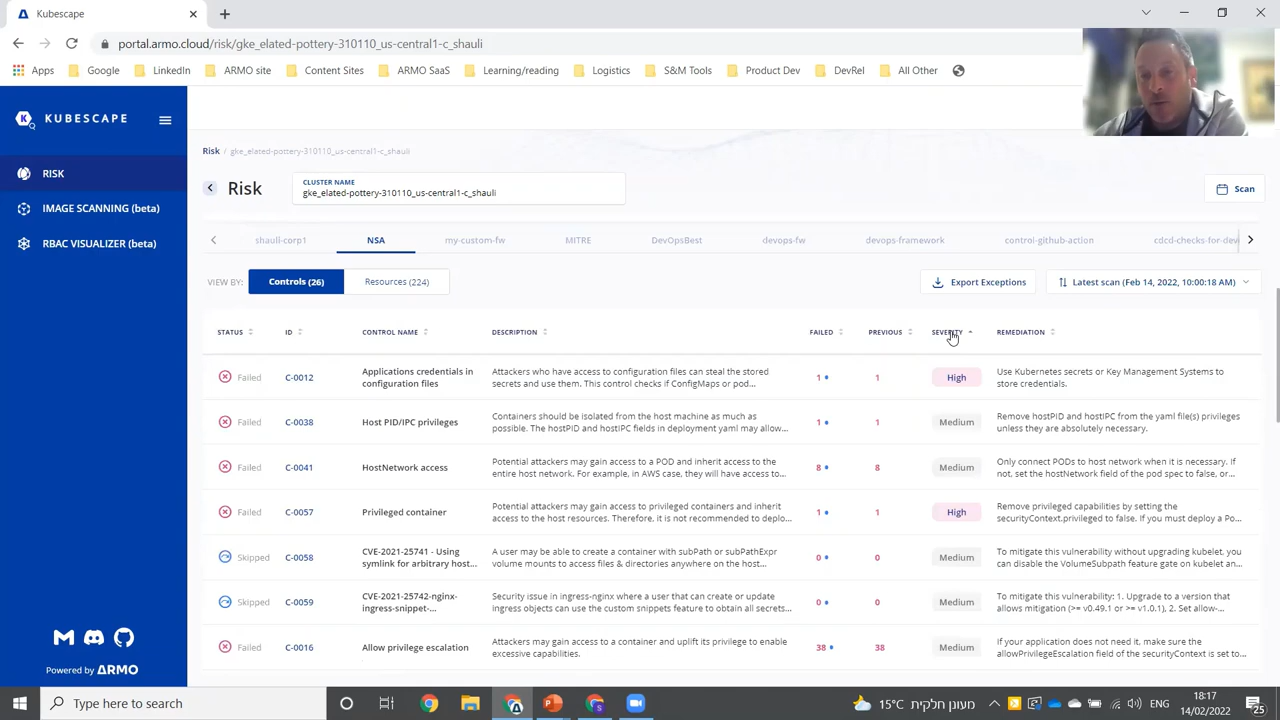 Kubescape
portal.armo.cloud/risk/gke_elated-pottery-310110_us-central1-c_shauli
Apps Google LinkedIn ARMO site Content Sites ARMO SaaS Learning/reading Logistics S&M Tools Product Dev DevRel All Other
KUBESCAPE
RISK
IMAGE SCANNING (beta)
RBAC VISUALIZER (beta)
Powered by ARMO
Risk / gke_elated-pottery-310110_us-central1-c_shauli
Risk
CLUSTER NAME
gke_elated-pottery-310110_us-central1-c_shauli
Scan
shauli-corp1 NSA my-custom-fw MITRE DevOpsBest devops-fw devops-framework control-github-action cdcd-checks-for-dev
VIEW BY: Controls (26) Resources (224) Export Exceptions Latest scan (Feb 14, 2022, 10:00:18 AM)
STATUS ID CONTROL NAME DESCRIPTION FAILED PREVIOUS SEVERITY REMEDIATION
Failed C-0012 Applications credentials in
configuration files
Attackers who have access to configuration files can steal the stored
secrets and use them. This control checks if ConfigMaps or pod...
1 1 High
Use Kubernetes secrets or Key Management Systems to
store credentials.
Failed C-0038 Host PID/IPC privileges
Containers should be isolated from the host machine as much as
possible. The hostPID and hostIPC fields in deployment yaml may allow...
1 1 Medium
Remove hostPID and hostIPC from the yaml file(s) privileges
unless they are absolutely necessary.
Failed C-0041 HostNetwork access
Potential attackers may gain access to a POD and inherit access to the
entire host network. For example, in AWS case, they will have access to...
8 8 Medium
Only connect PODs to host network when it is necessary. If
not, set the hostNetwork field of the pod spec to false, or...
Failed C-0057 Privileged container
Potential attackers may gain access to privileged containers and inherit
access to the host resources. Therefore, it is not recommended to deplo...
1 1 High
Remove privileged capabilities by setting the
securityContext.privileged to false. If you must deploy a Po...
Skipped C-0058 CVE-2021-25741 - Using
symlink for arbitrary host...
A user may be able to create a container with subPath or subPathExpr
volume mounts to access files & directories anywhere on the host...
0 0 Medium
To mitigate this vulnerability without upgrading kubelet, you
can disable the VolumeSubpath feature gate on kubelet an...
Skipped C-0059 CVE-2021-25742-nginx-
ingress-snippet-...
Security issue in ingress-nginx where a user that can create or update
ingress objects can use the custom snippets feature to obtain all secrets...
0 0 Medium
To mitigate this vulnerability: 1. Upgrade to a version that
allows mitigation (>= v0.49.1 or >= v1.0.1), 2. Set allow-...
Failed C-0016 Allow privilege escalation
Attackers may gain access to a container and uplift its privilege to enable
excessive capabilities.
38 38 Medium
If your application does not need it, make sure the
allowPrivilegeEscalation field of the securityContext is set to...
Type here to search
15°C מעונן חלקית
ENG
18:17
14/02/2022
25